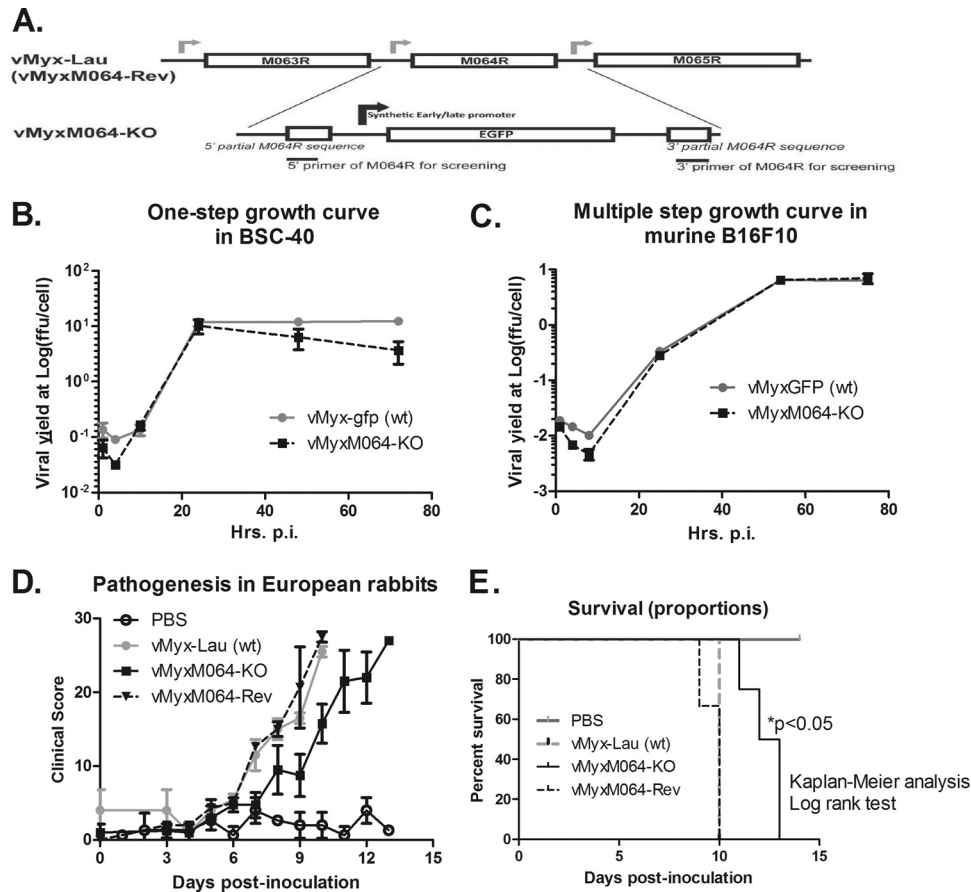 A.
vMyx-Lau
(vMyxM064-Rev)
M063R
M064R
M065R
Synthetic Early/late promoter
vMyxM064-KO
EGFP
5' partial M064R sequence
3' partial M064R sequence
5' primer of M064R for screening
3' primer of M064R for screening
B.
One-step growth curve
in BSC-40
Viral yield at Log(ffu/cell)
10²
10¹
10⁰
10⁻¹
10⁻²
vMyx-gfp (wt)
vMyxM064-KO
0 20 40 60 80
Hrs. p.i.
C.
Multiple step growth curve in
murine B16F10
Viral yield at Log(ffu/cell)
1
0
-1
-2
-3
vMyxGFP (wt)
vMyxM064-KO
0 20 40 60 80
Hrs. p.i.
D.
Pathogenesis in European rabbits
Clinical Score
30
20
10
0
PBS
vMyx-Lau (wt)
vMyxM064-KO
vMyxM064-Rev
0 3 6 9 12 15
Days post-inoculation
E.
Survival (proportions)
Percent survival
100
80
60
40
20
0
PBS
vMyx-Lau (wt)
vMyxM064-KO
vMyxM064-Rev
*p<0.05
Kaplan-Meier analysis
Log rank test
0 5 10 15
Days post-inoculation